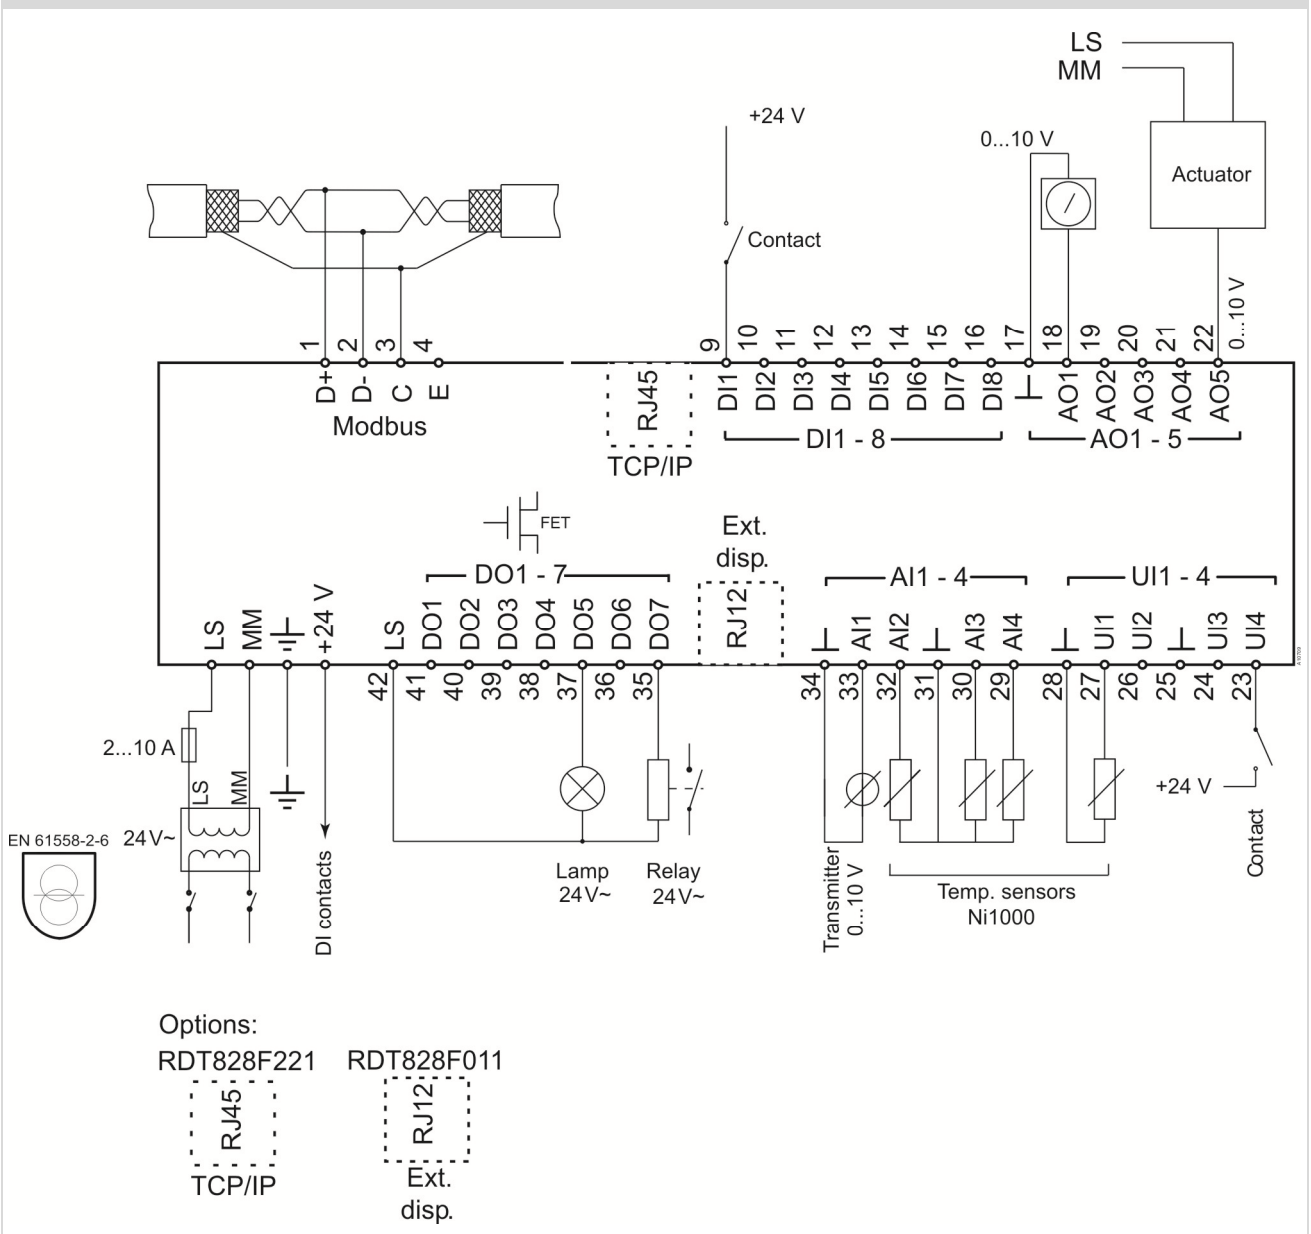 LS
MM
+24 V
0...10 V
Actuator
Contact
0...10 V
1 2 3 4 9 10 11 12 13 14 15 16 17 18 19 20 21 22
D+ D- C E RJ45 DI1 DI2 DI3 DI4 DI5 DI6 DI7 DI8 AO1 AO2 AO3 AO4 AO5
Modbus
DI1 - 8
AO1 - 5
TCP/IP
FET
Ext.
disp.
DO1 - 7
AI1 - 4
UI1 - 4
LS MM +24 V LS DO1 DO2 DO3 DO4 DO5 DO6 DO7 RJ12 AI1 AI2 AI3 AI4 UI1 UI2 UI3 UI4
42 41 40 39 38 37 36 35 34 33 32 31 30 29 28 27 26 25 24 23
2...10 A
LS MM
+24 V
Contact
EN 61558-2-6
24V~
DI contacts
Lamp
24V~
Relay
24V~
Transmitter
0...10 V
Temp. sensors
Ni1000
Options:
RDT828F221
RJ45
TCP/IP
RDT828F011
RJ12
Ext.
disp.